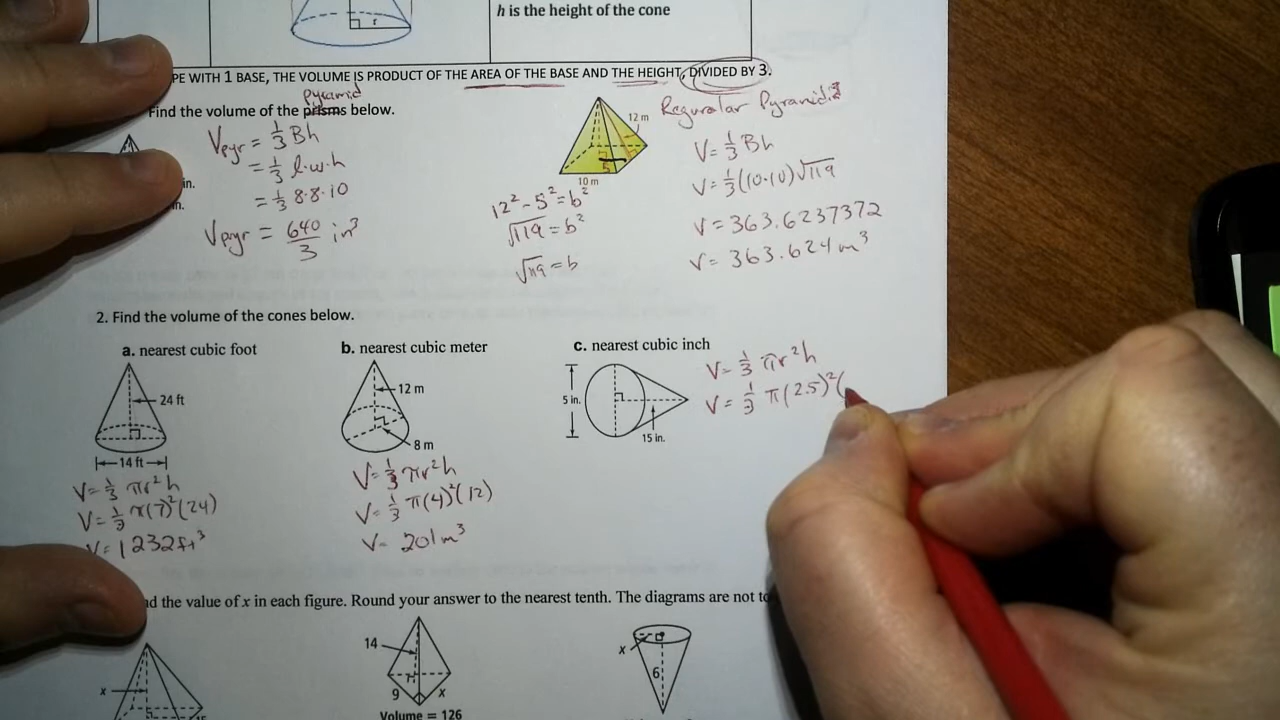 r
h is the height of the cone
PE WITH 1 BASE, THE VOLUME IS PRODUCT OF THE AREA OF THE BASE AND THE HEIGHT, DIVIDED BY 3.
pyramid
Find the volume of the prisms below.
in.
n.
Vpyr = 1/3 Bh
= 1/3 l·w·h
= 1/3 8·8·10
Vpyr = 640/3 in³
12 m
5
10 m
12² - 5² = b²
√119 = b²
√119 = b
V = 1/3 Bh
V = 1/3 (10·10)√119
V = 363.6237372
V = 363.624 m³
2. Find the volume of the cones below.
a. nearest cubic foot
24 ft
14 ft
V = 1/3 πr²h
V = 1/3 π(7)²(24)
V = 1232 ft³
b. nearest cubic meter
12 m
8 m
V = 1/3 πr²h
V = 1/3 π(4)²(12)
V = 201 m³
c. nearest cubic inch
5 in.
15 in.
V = 1/3 πr²h
V = 1/3 π(2.5)²(
d the value of x in each figure. Round your answer to the nearest tenth. The diagrams are not to
x
14
9
x
Volume = 126
x
6